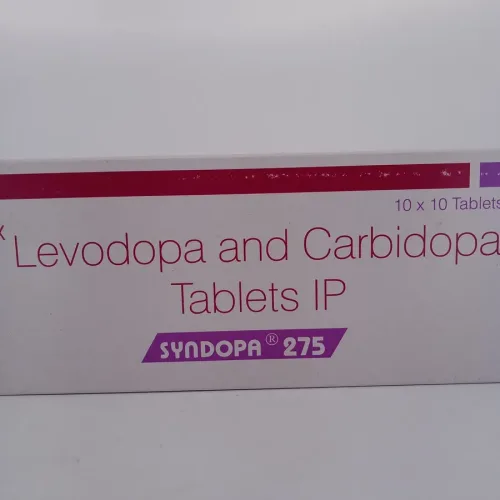 10 x 10 Tablets
x Levodopa and Carbidopa
Tablets IP
SYNDOPA® 275